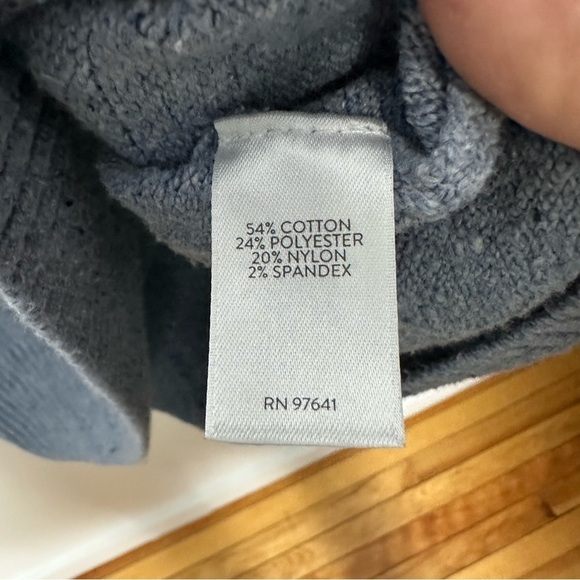 54% COTTON
24% POLYESTER
20% NYLON
2% SPANDEX
RN 97641